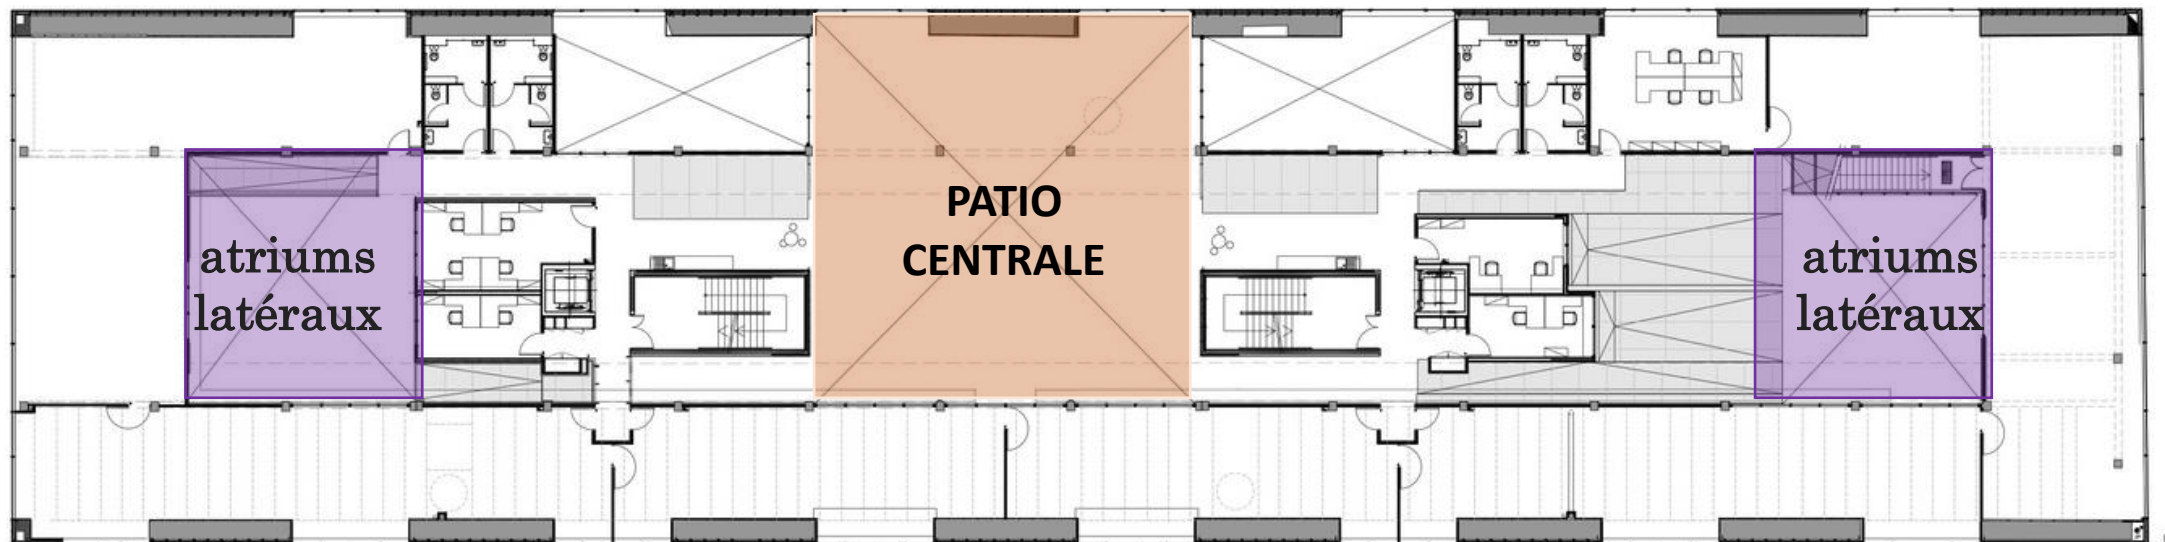 PATIO
CENTRALE
atriums
latéraux
atriums
latéraux